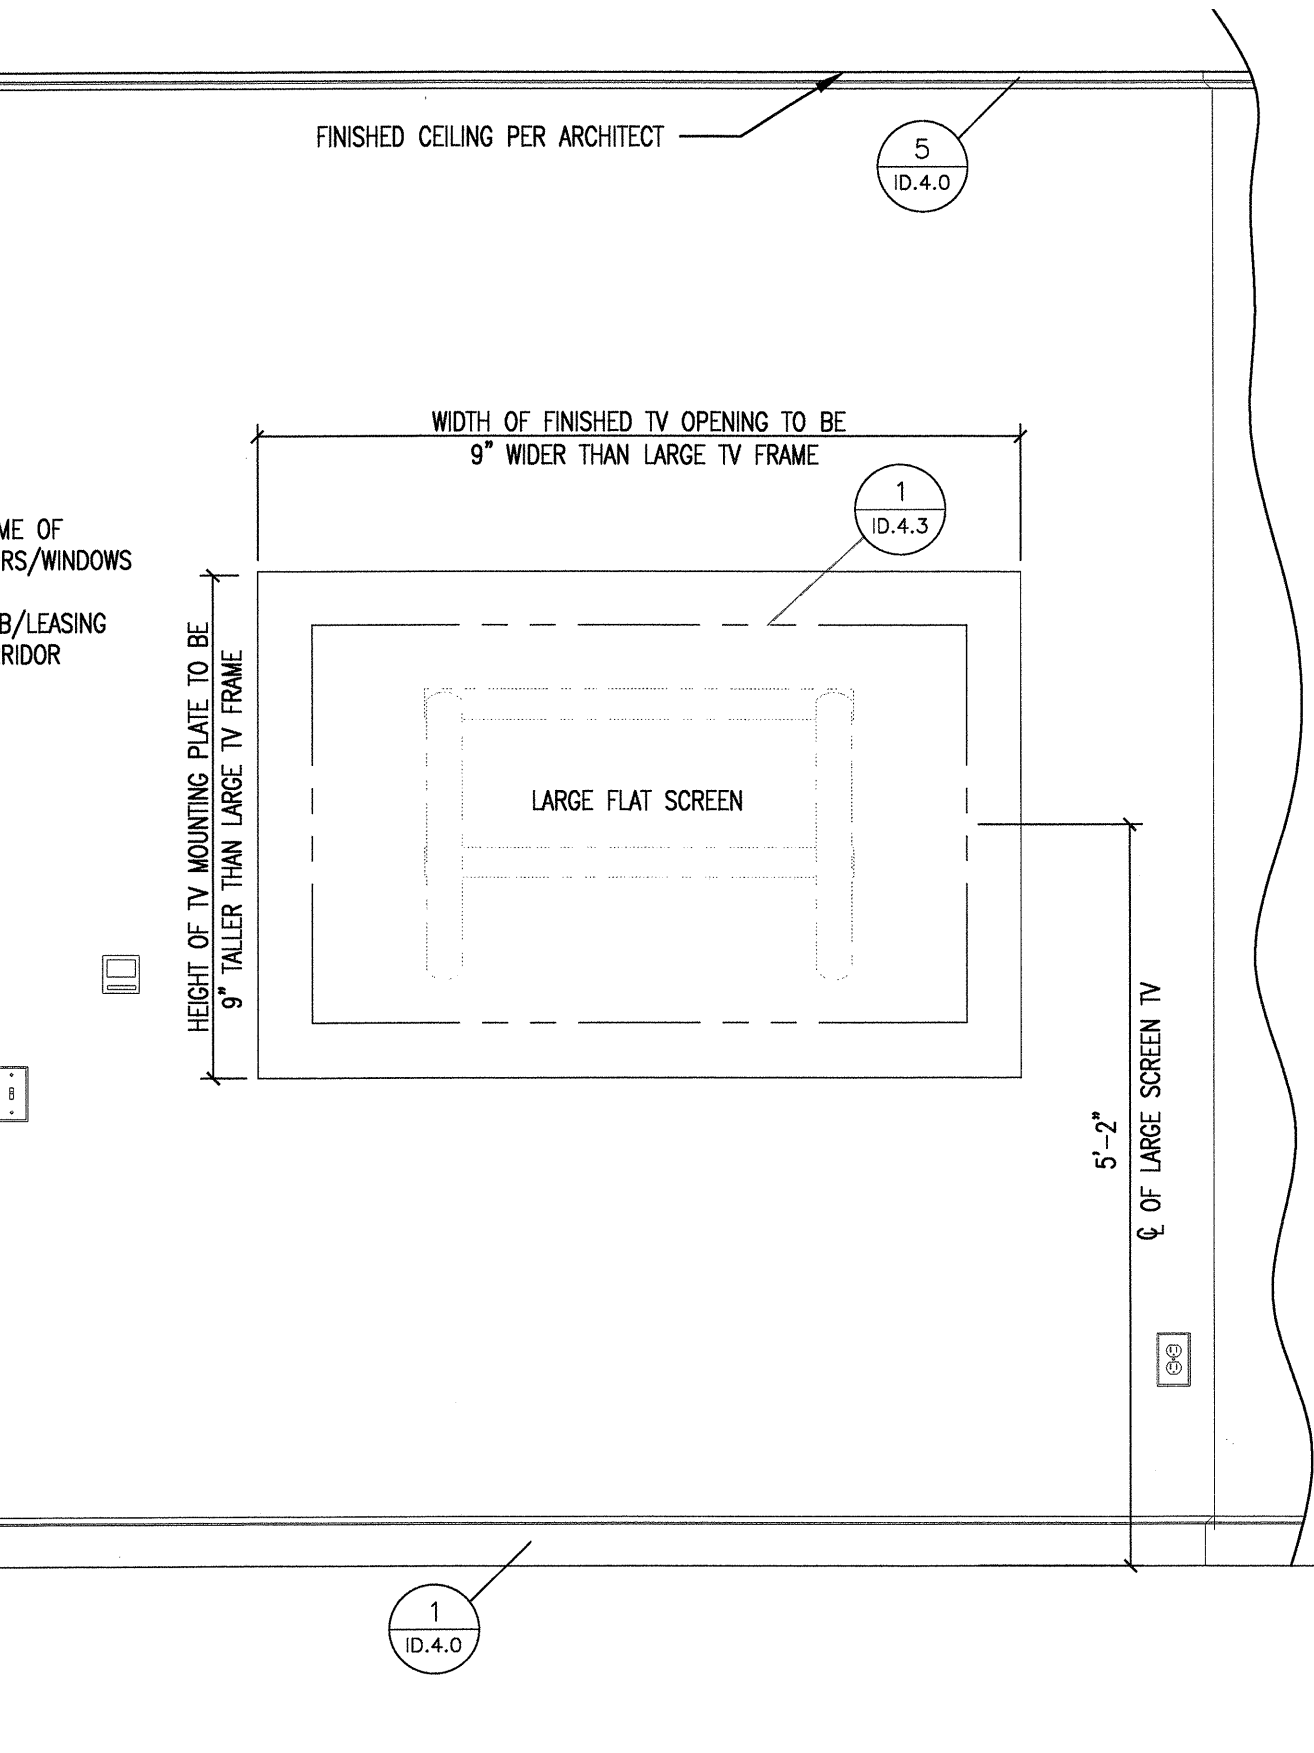 FINISHED CEILING PER ARCHITECT
5
ID.4.0
WIDTH OF FINISHED TV OPENING TO BE
9" WIDER THAN LARGE TV FRAME
1
ID.4.3
ME OF
RS/WINDOWS
B/LEASING
RIDOR
HEIGHT OF TV MOUNTING PLATE TO BE
9" TALLER THAN LARGE TV FRAME
LARGE FLAT SCREEN
5'-2"
℄ OF LARGE SCREEN TV
1
ID.4.0